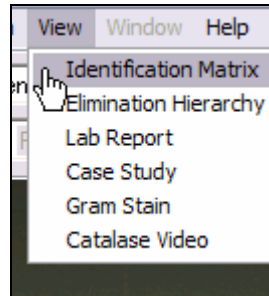 View Window Help
Identification Matrix
Elimination Hierarchy
Lab Report
Case Study
Gram Stain
Catalase Video